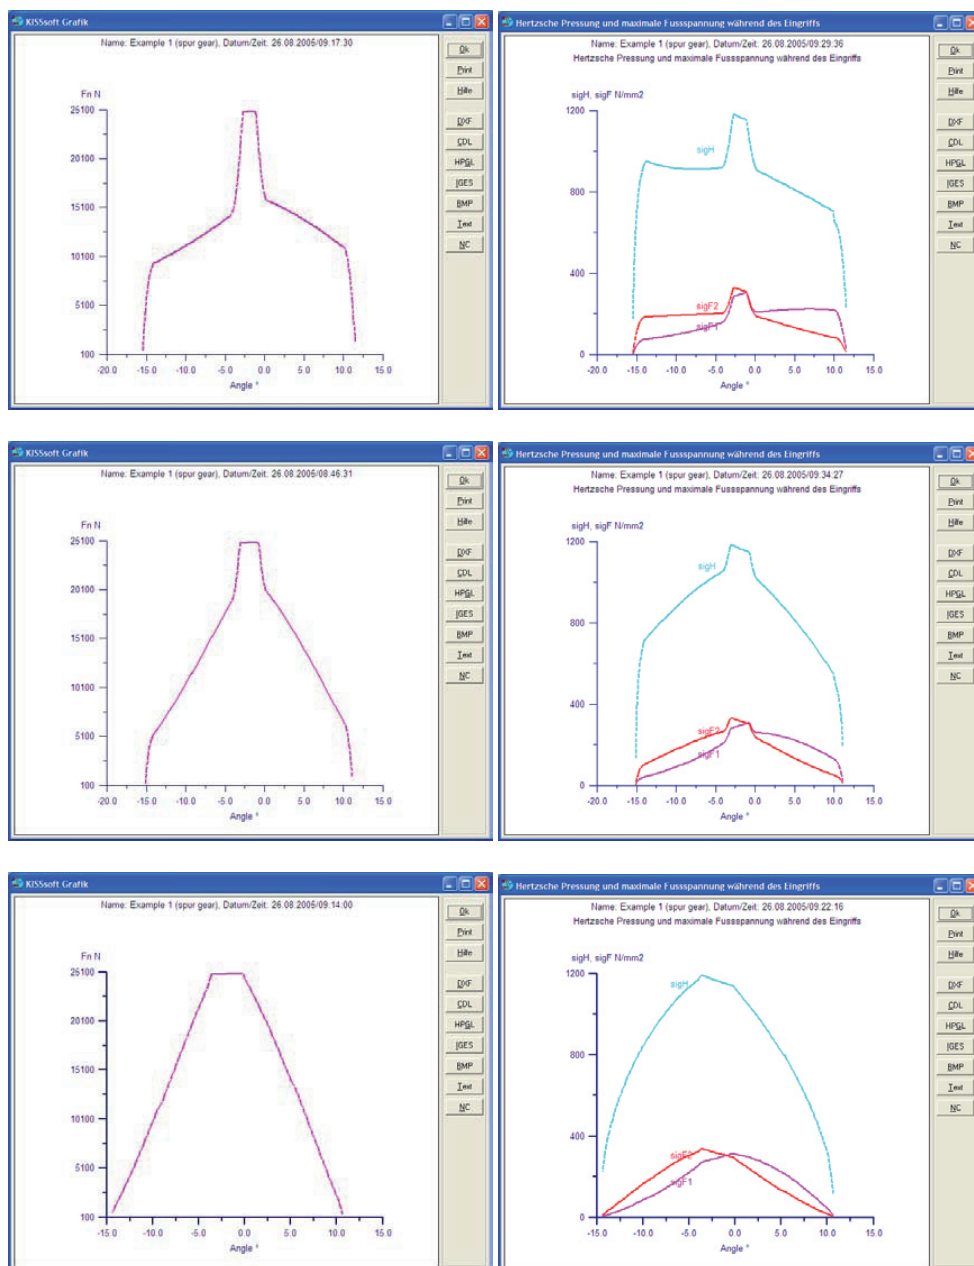 KISSsoft Grafik
Name: Example 1 (spur gear), Datum/Zeit: 26.08.2005/09.17.30
Fn N
25100
20100
15100
10100
5100
100
-20.0 -15.0 -10.0 -5.0 0.0 5.0 10.0 15.0
Angle °
Ok
Print
Hilfe
DXF
CDL
HPGL
IGES
BMP
Text
NC
Hertzsche Pressung und maximale Fussspannung während des Eingriffs
Name: Example 1 (spur gear), Datum/Zeit: 26.08.2005/09:29:36
Hertzsche Pressung und maximale Fussspannung während des Eingriffs
sigH, sigF N/mm2
1200
sigH
800
400
sigF2
sigF1
0
-20.0 -15.0 -10.0 -5.0 0.0 5.0 10.0 15.0
Angle °
Ok
Print
Hilfe
DXF
CDL
HPGL
IGES
BMP
Text
NC
KISSsoft Grafik
Name: Example 1 (spur gear), Datum/Zeit: 26.08.2005/08.46.31
Fn N
25100
20100
15100
10100
5100
100
-20.0 -15.0 -10.0 -5.0 0.0 5.0 10.0 15.0
Angle °
Ok
Print
Hilfe
DXF
CDL
HPGL
IGES
BMP
Text
NC
Hertzsche Pressung und maximale Fussspannung während des Eingriffs
Name: Example 1 (spur gear), Datum/Zeit: 26.08.2005/09:34:27
Hertzsche Pressung und maximale Fussspannung während des Eingriffs
sigH, sigF N/mm2
1200
sigH
800
400
sigF2
sigF1
0
-20.0 -15.0 -10.0 -5.0 0.0 5.0 10.0 15.0
Angle °
Ok
Print
Hilfe
DXF
CDL
HPGL
IGES
BMP
Text
NC
KISSsoft Grafik
Name: Example 1 (spur gear), Datum/Zeit: 26.08.2005/09:14:00
Fn N
25100
20100
15100
10100
5100
100
-15.0 -10.0 -5.0 0.0 5.0 10.0 15.0
Angle °
Ok
Print
Hilfe
DXF
CDL
HPGL
IGES
BMP
Text
NC
Hertzsche Pressung und maximale Fussspannung während des Eingriffs
Name: Example 1 (spur gear), Datum/Zeit: 26.08.2005/09.22.16
Hertzsche Pressung und maximale Fussspannung während des Eingriffs
sigH, sigF N/mm2
1200
sigH
800
400
sigF2
sigF1
0
-15.0 -10.0 -5.0 0.0 5.0 10.0 15.0
Angle °
Ok
Print
Hilfe
DXF
CDL
HPGL
IGES
BMP
Text
NC